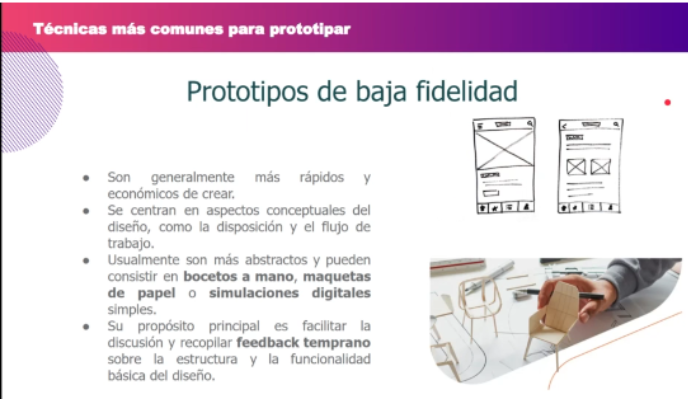 Técnicas más comunes para prototipar
Prototipos de baja fidelidad
● Son generalmente más rápidos y
económicos de crear.
● Se centran en aspectos conceptuales del
diseño, como la disposición y el flujo de
trabajo.
● Usualmente son más abstractos y pueden
consistir en bocetos a mano, maquetas
de papel o simulaciones digitales
simples.
● Su propósito principal es facilitar la
discusión y recopilar feedback temprano
sobre la estructura y la funcionalidad
básica del diseño.